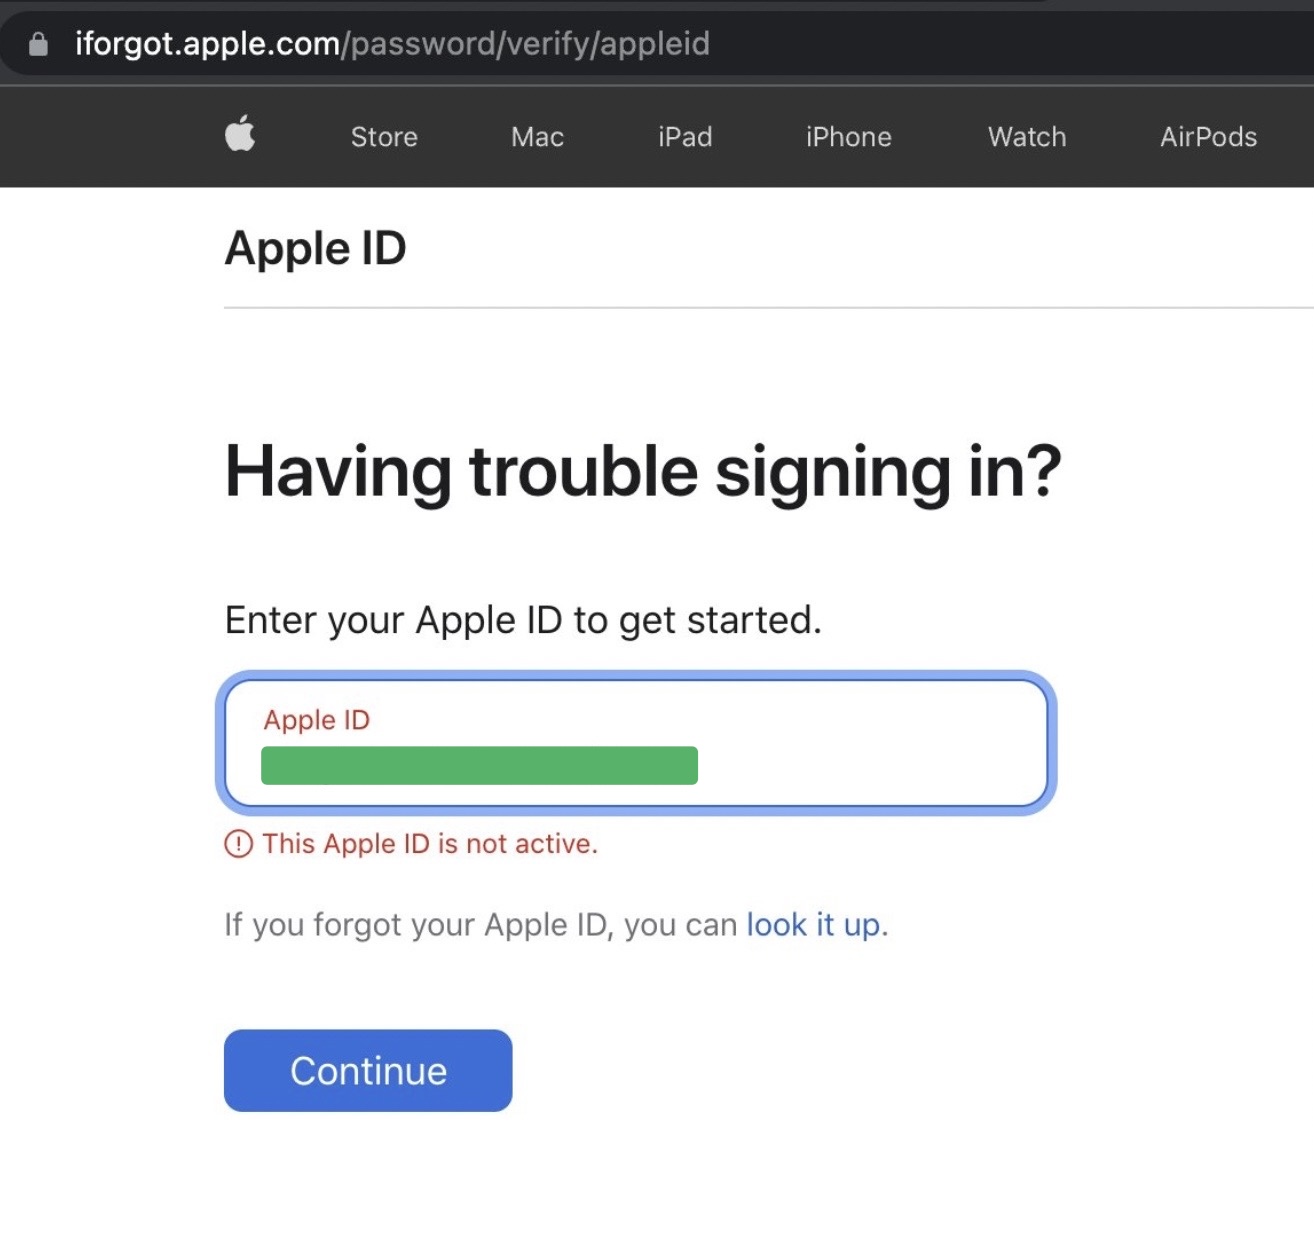 iforgot.apple.com/password/verify/appleid
Store Mac iPad iPhone Watch AirPods
Apple ID
Having trouble signing in?
Enter your Apple ID to get started.
Apple ID
This Apple ID is not active.
If you forgot your Apple ID, you can look it up.
Continue